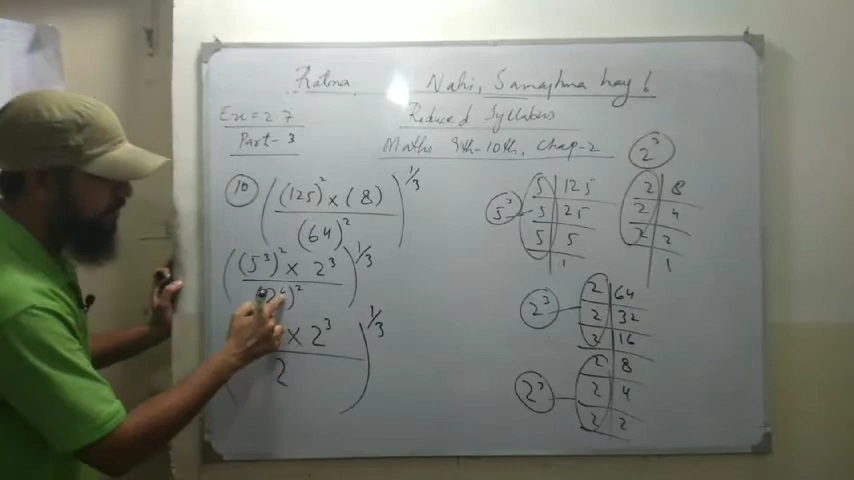 Ratna Nahi, Samajhna hay !
Ex = 2.7
Part - 3
Reduced Syllabus
Maths 9th-10th, Chap-2
10 ( (125)² × (8) / (64)² )^1/3
( (5³)² × 2³ / (2⁶)² )^1/3
× 2³ / 2 )^1/3
5³
5 | 125
5 | 25
5 | 5
1
2³
2 | 8
2 | 4
2 | 2
1
2³
2 | 64
2 | 32
2 | 16
2³
2 | 8
2 | 4
2 | 2